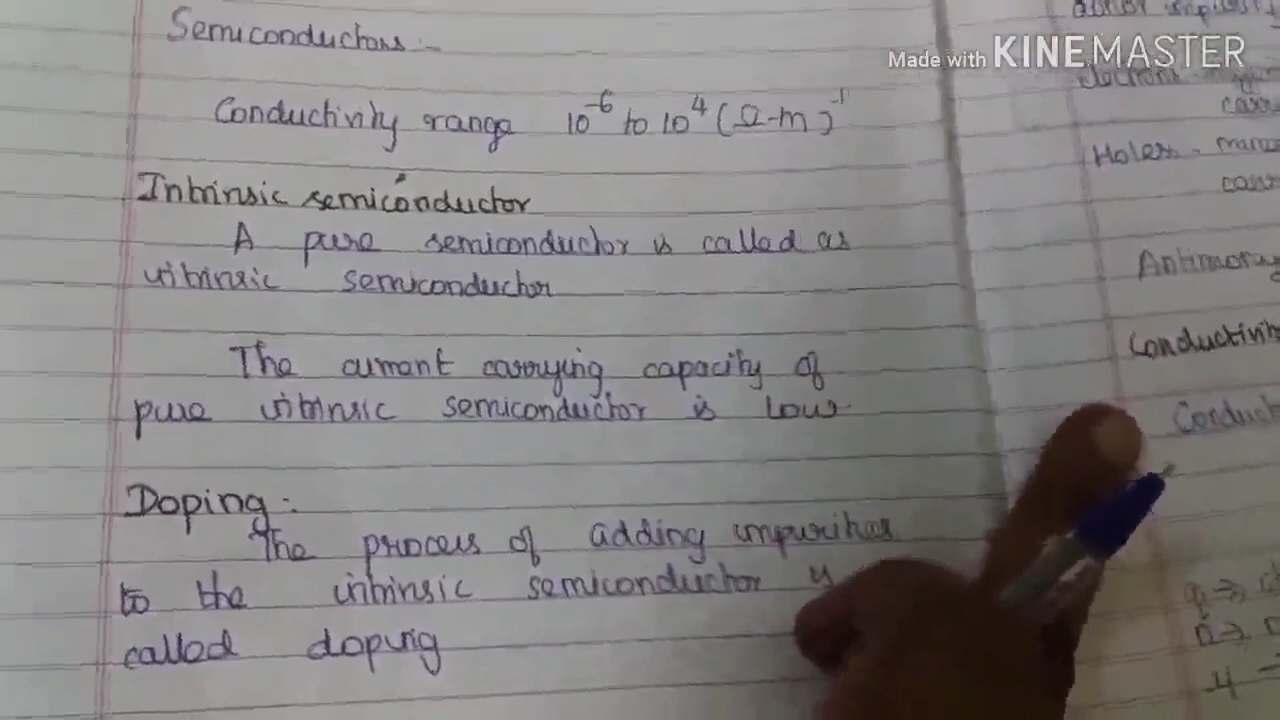 Semiconductors -
Made with KINEMASTER
Conductivity range 10⁻⁶ to 10⁴ (Ω-m)⁻¹
Intrinsic semiconductor
A pure semiconductor is called as
intrinsic semiconductor
The current carrying capacity of
pure intrinsic semiconductor is low.
Doping :
The process of adding impurities
to the intrinsic semiconductor is
called doping
Holes -